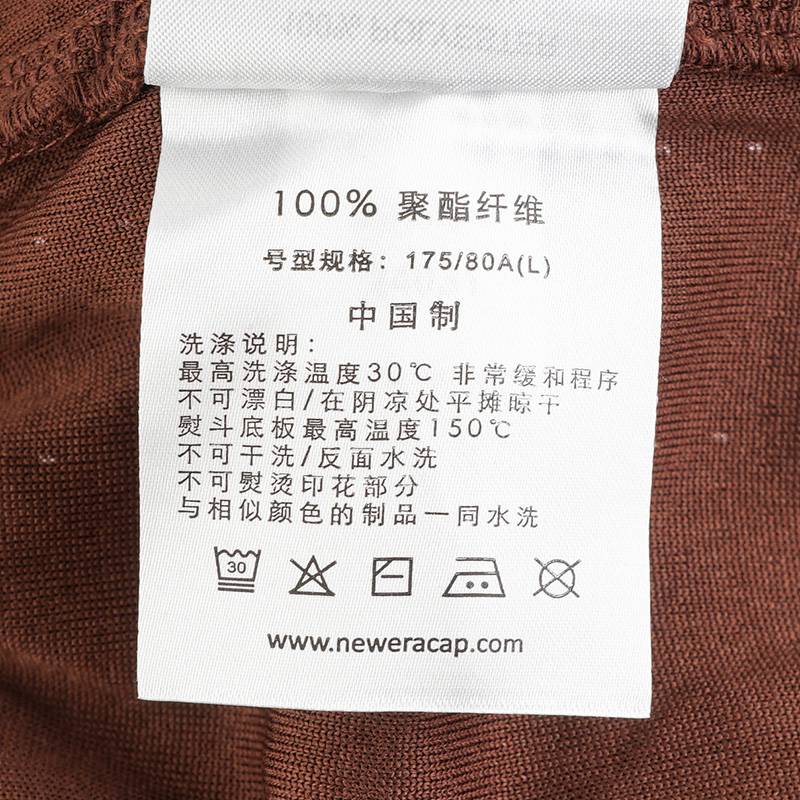 100% 聚酯纤维
号型规格：175/80A(L)
中国制
洗涤说明：
最高洗涤温度30℃ 非常缓和程序
不可漂白/在阴凉处平摊晾干
熨斗底板最高温度150℃
不可干洗/反面水洗
不可熨烫印花部分
与相似颜色的制品一同水洗
30
www.neweracap.com